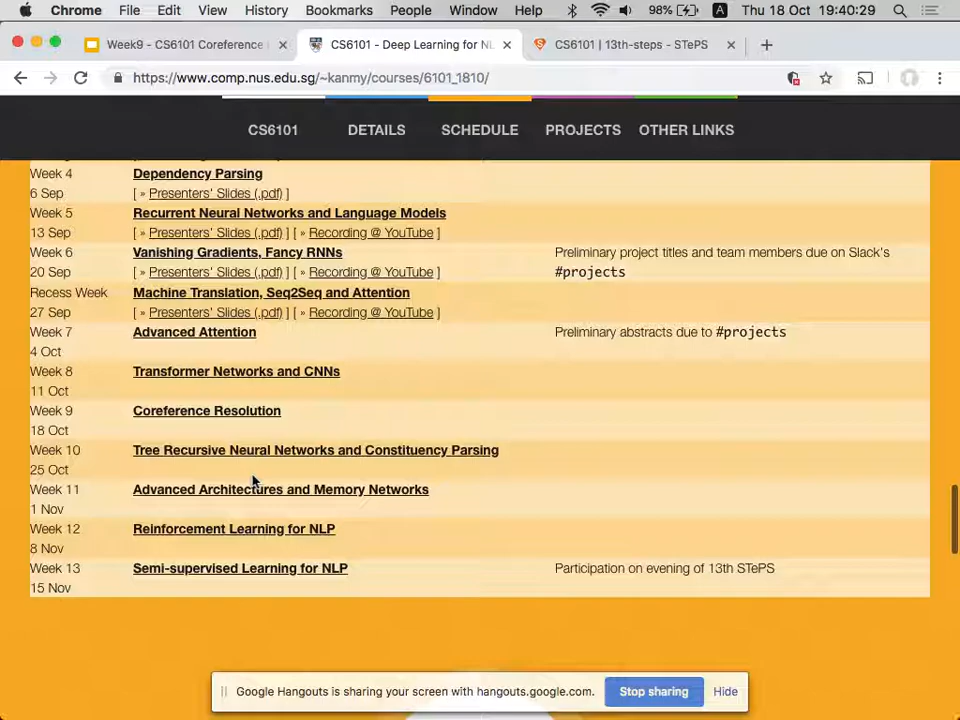 Chrome File Edit View History Bookmarks People Window Help 98% A Thu 18 Oct 19:40:29
Week9 - CS6101 Coreference
CS6101 - Deep Learning for NL
CS6101 | 13th-steps - STePS
https://www.comp.nus.edu.sg/~kanmy/courses/6101_1810/
CS6101 DETAILS SCHEDULE PROJECTS OTHER LINKS
Week 4 Dependency Parsing
6 Sep [ » Presenters' Slides (.pdf) ]
Week 5 Recurrent Neural Networks and Language Models
13 Sep [ » Presenters' Slides (.pdf) ] [ » Recording @ YouTube ]
Week 6 Vanishing Gradients, Fancy RNNs Preliminary project titles and team members due on Slack's
20 Sep [ » Presenters' Slides (.pdf) ] [ » Recording @ YouTube ] #projects
Recess Week Machine Translation, Seq2Seq and Attention
27 Sep [ » Presenters' Slides (.pdf) ] [ » Recording @ YouTube ]
Week 7 Advanced Attention Preliminary abstracts due to #projects
4 Oct
Week 8 Transformer Networks and CNNs
11 Oct
Week 9 Coreference Resolution
18 Oct
Week 10 Tree Recursive Neural Networks and Constituency Parsing
25 Oct
Week 11 Advanced Architectures and Memory Networks
1 Nov
Week 12 Reinforcement Learning for NLP
8 Nov
Week 13 Semi-supervised Learning for NLP Participation on evening of 13th STePS
15 Nov
Google Hangouts is sharing your screen with hangouts.google.com. Stop sharing Hide